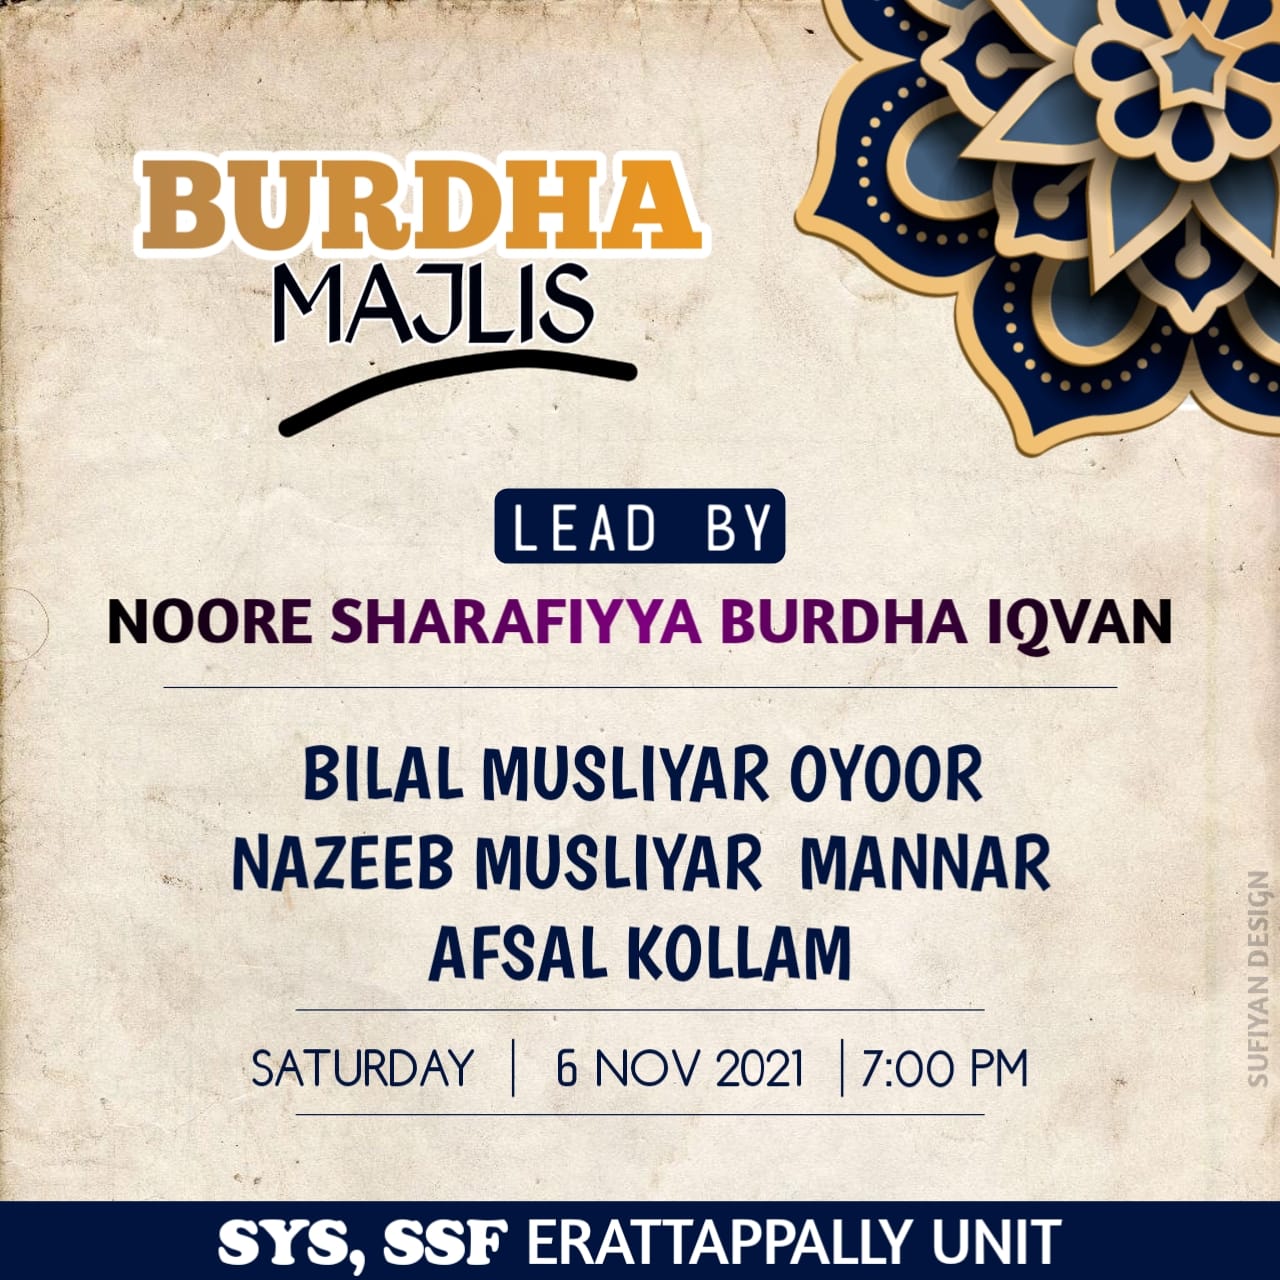 BURDHA
MAJLIS
LEAD BY
NOORE SHARAFIYYA BURDHA IQVAN
BILAL MUSLIYAR OYOOR
NAZEEB MUSLIYAR MANNAR
AFSAL KOLLAM
SATURDAY | 6 NOV 2021 | 7:00 PM
SUFIYAN DESIGN
SYS, SSF ERATTAPPALLY UNIT